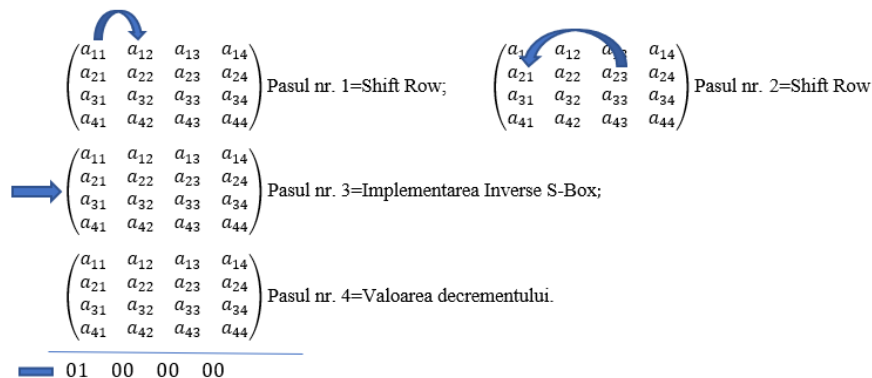 a11 a12 a13 a14 a12 a14
a21 a22 a23 a24 Pasul nr. 1=Shift Row; a21 a22 a23 a24 Pasul nr. 2=Shift Row
a31 a32 a33 a34 a31 a32 a33 a34
a41 a42 a43 a44 a41 a42 a43 a44
a11 a12 a13 a14
a21 a22 a23 a24 Pasul nr. 3=Implementarea Inverse S-Box;
a31 a32 a33 a34
a41 a42 a43 a44
a11 a12 a13 a14
a21 a22 a23 a24 Pasul nr. 4=Valoarea decrementului.
a31 a32 a33 a34
a41 a42 a43 a44
01 00 00 00